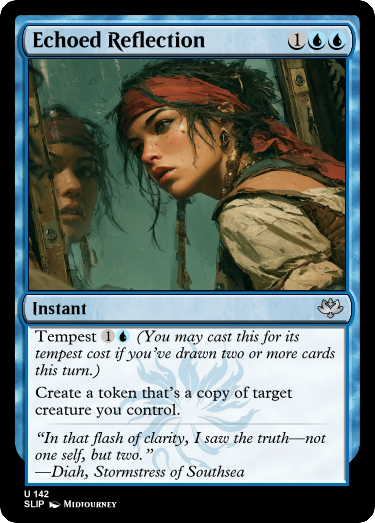 Echoed Reflection 1
Instant
Tempest 1 (You may cast this for its
tempest cost if you've drawn two or more cards
this turn.)
Create a token that's a copy of target
creature you control.
"In that flash of clarity, I saw the truth—not
one self, but two."
—Diah, Stormstress of Southsea
U 142
SLIP Midjourney